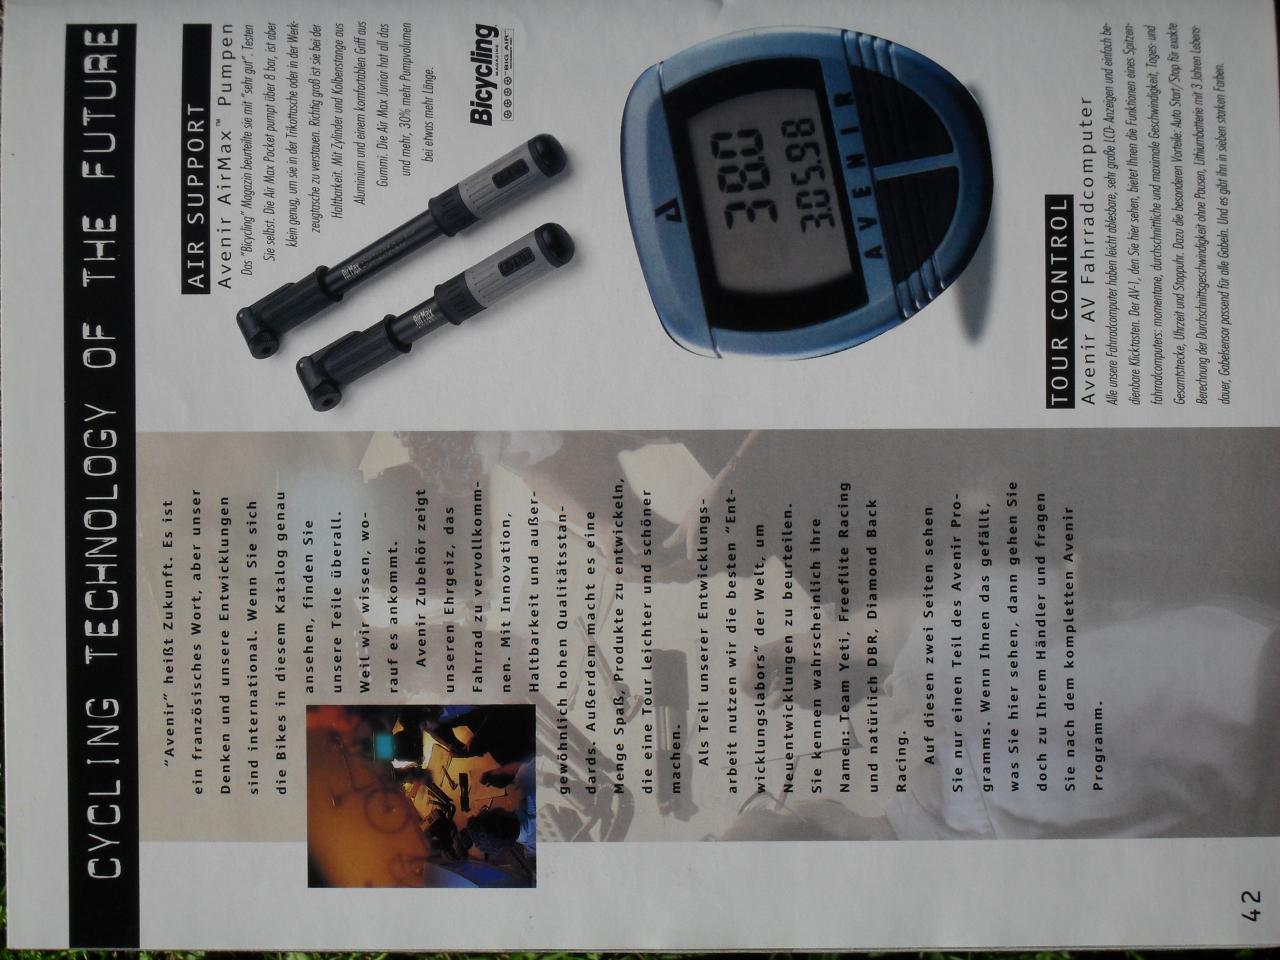 CYCLING TECHNOLOGY OF THE FUTURE
"Avenir" heißt Zukunft. Es ist
ein französisches Wort, aber unser
Denken und unsere Entwicklungen
sind international. Wenn Sie sich
die Bikes in diesem Katalog genau
ansehen, finden Sie
unsere Teile überall.
Weil wir wissen, wo-
rauf es ankommt.
Avenir Zubehör zeigt
unseren Ehrgeiz, das
Fahrrad zu vervollkomm-
nen. Mit Innovation,
Haltbarkeit und außer-
gewöhnlich hohen Qualitätsstan-
dards. Außerdem macht es eine
Menge Spaß, Produkte zu entwickeln,
die eine Tour leichter und schöner
machen.
Als Teil unserer Entwicklungs-
arbeit nutzen wir die besten "Ent-
wicklungslabors" der Welt, um
Neuentwicklungen zu beurteilen.
Sie kennen wahrscheinlich ihre
Namen: Team Yeti, Freeflite Racing
und natürlich DBR, Diamond Back
Racing.
Auf diesen zwei Seiten sehen
Sie nur einen Teil des Avenir Pro-
gramms. Wenn Ihnen das gefällt,
was Sie hier sehen, dann gehen Sie
doch zu Ihrem Händler und fragen
Sie nach dem kompletten Avenir
Programm.
AIR SUPPORT
Avenir AirMax™ Pumpen
Das "Bicycling" Magazin beurteilte sie mit "sehr gut". Testen
Sie selbst. Die Air Max Pocket pumpt über 8 bar, ist aber
klein genug, um sie in der Trikottasche oder in der Werk-
zeugtasche zu verstauen. Richtig groß ist sie bei der
Haltbarkeit. Mit Zylinder und Kolbenstange aus
Aluminium und einem komfortablen Griff aus
Gummi. Die Air Max Junior hat all das
und mehr, 30% mehr Pumpvolumen
bei etwas mehr Länge.
Bicycling
MAGAZINE
"BIG AIR"
AirMax
AirMax
38.0
3.05.98
AVENIR
TOUR CONTROL
Avenir AV Fahrradcomputer
Alle unsere Fahrradcomputer haben leicht ablesbare, sehr große LCD- Anzeigen und einfach be-
dienbare Klicktasten. Der AV-1, den Sie hier sehen, bietet Ihnen die Funktionen eines Spitzen-
fahrradcomputers: momentane, durchschnittliche und maximale Geschwindigkeit, Tages- und
Gesamtstrecke, Uhrzeit und Stoppuhr. Dazu die besonderen Vorteile: Auto Start/Stop für exakte
Berechnung der Durchschnittsgeschwindigkeit ohne Pausen, Lithiumbatterie mit 3 Jahren Lebens-
dauer, Gabelsensor passend für alle Gabeln. Und es gibt ihn in sieben starken Farben.
42